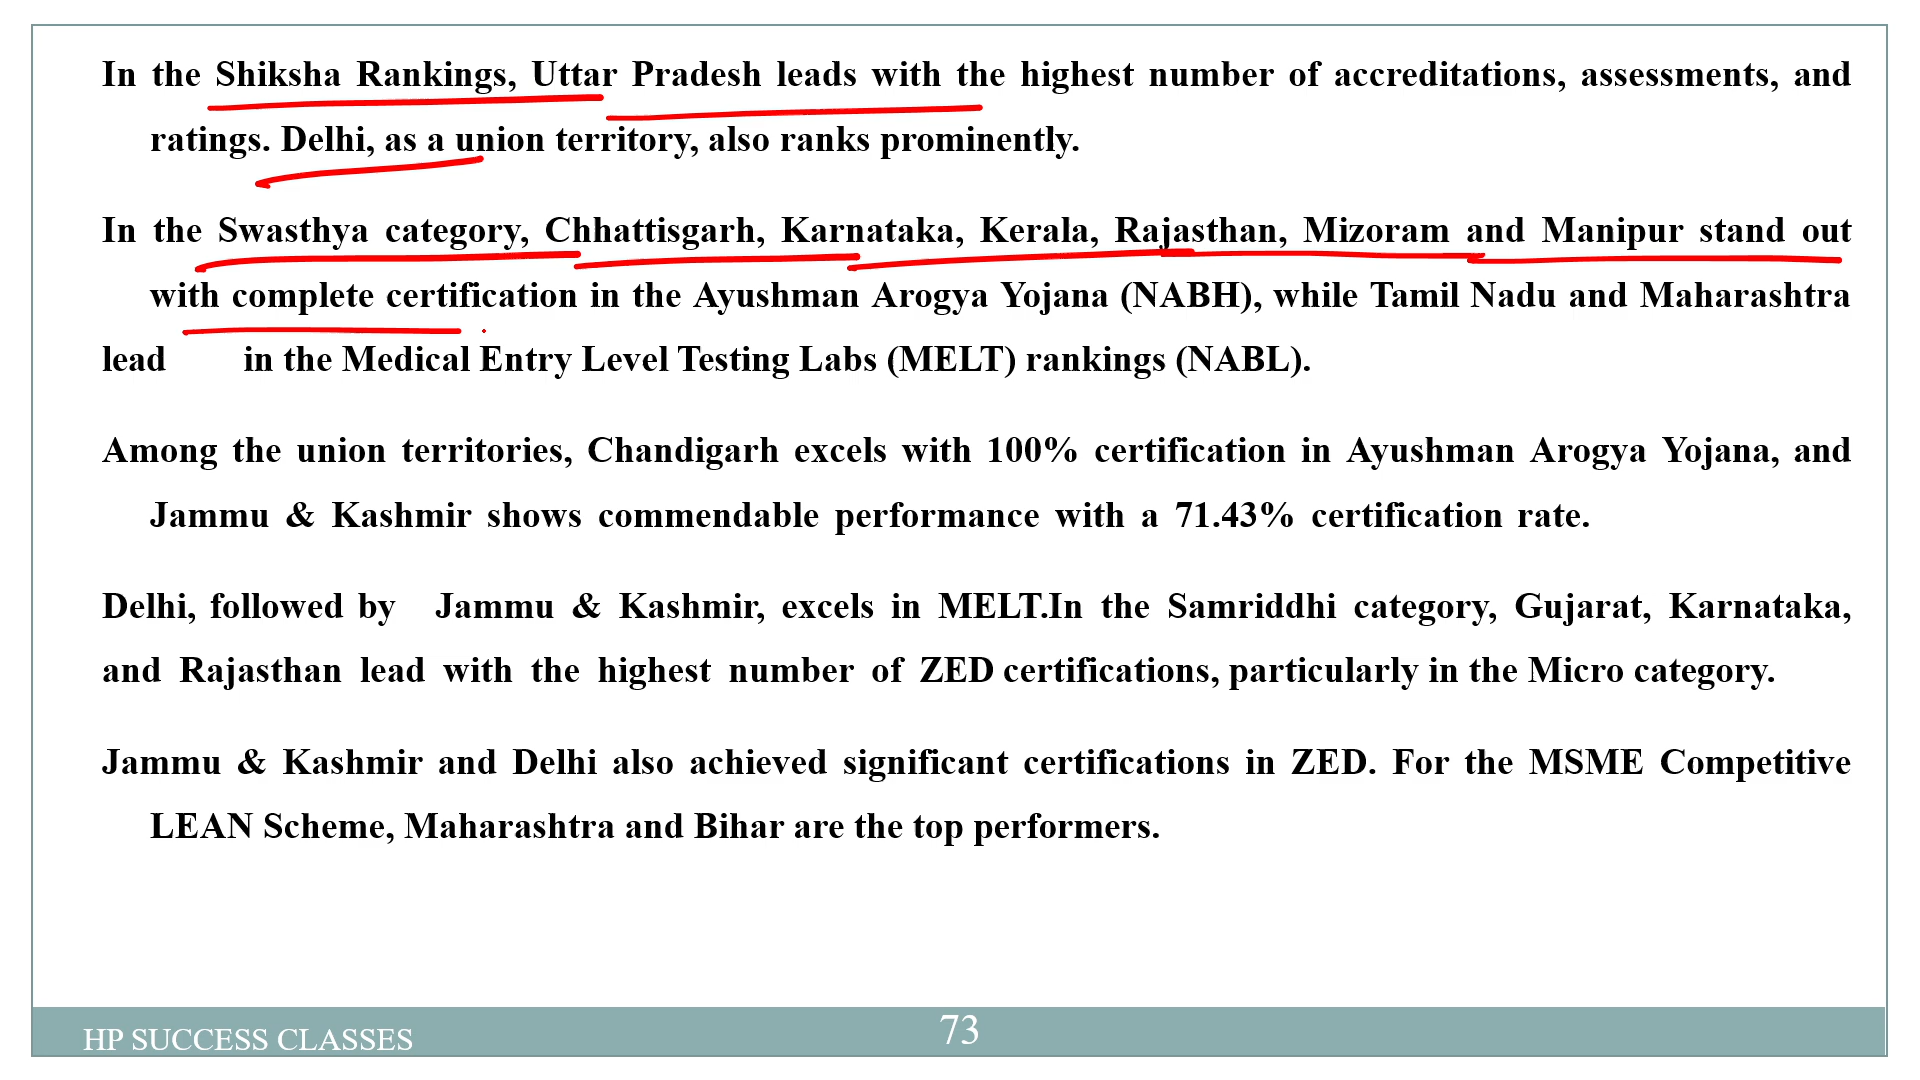 In the Shiksha Rankings, Uttar Pradesh leads with the highest number of accreditations, assessments, and
ratings. Delhi, as a union territory, also ranks prominently.
In the Swasthya category, Chhattisgarh, Karnataka, Kerala, Rajasthan, Mizoram and Manipur stand out
with complete certification in the Ayushman Arogya Yojana (NABH), while Tamil Nadu and Maharashtra
lead in the Medical Entry Level Testing Labs (MELT) rankings (NABL).
Among the union territories, Chandigarh excels with 100% certification in Ayushman Arogya Yojana, and
Jammu & Kashmir shows commendable performance with a 71.43% certification rate.
Delhi, followed by Jammu & Kashmir, excels in MELT.In the Samriddhi category, Gujarat, Karnataka,
and Rajasthan lead with the highest number of ZED certifications, particularly in the Micro category.
Jammu & Kashmir and Delhi also achieved significant certifications in ZED. For the MSME Competitive
LEAN Scheme, Maharashtra and Bihar are the top performers.
HP SUCCESS CLASSES
73